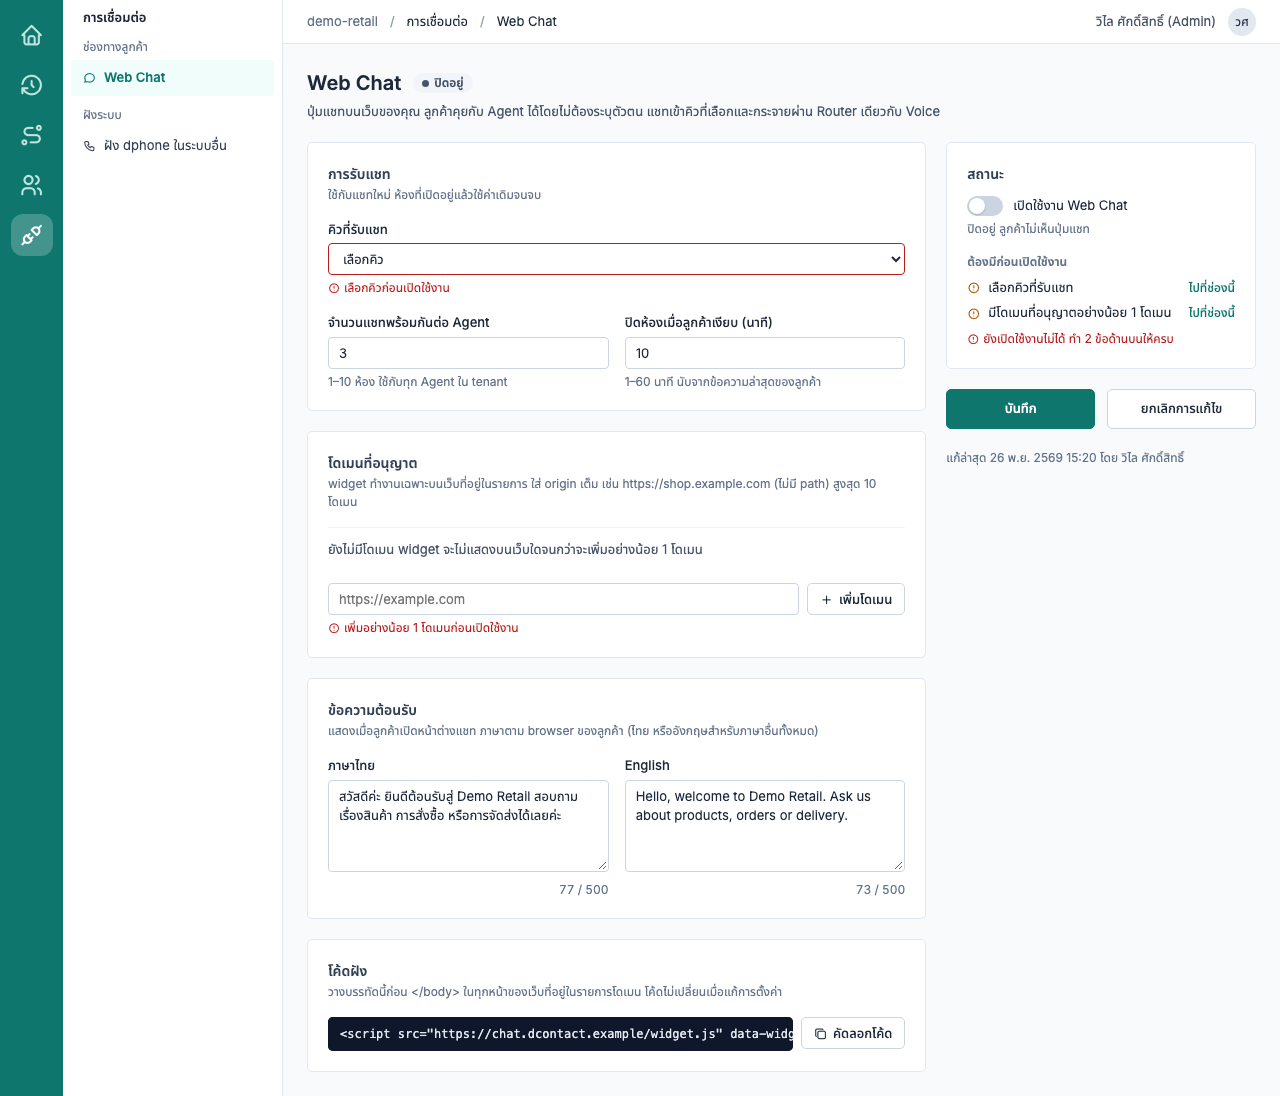 การเชื่อมต่อ
ช่องทางลูกค้า
Web Chat
ฝังระบบ
ฝัง dphone ในระบบอื่น
demo-retail / การเชื่อมต่อ / Web Chat
วิไล ศักดิ์สิทธิ์ (Admin) วศ
Web Chat ปิดอยู่
ปุ่มแชทบนเว็บของคุณ ลูกค้าคุยกับ Agent ได้โดยไม่ต้องระบุตัวตน แชทเข้าคิวที่เลือกและกระจายผ่าน Router เดียวกับ Voice
การรับแชท
ใช้กับแชทใหม่ ห้องที่เปิดอยู่แล้วใช้ค่าเดิมจนจบ
คิวที่รับแชท
เลือกคิว
เลือกคิวก่อนเปิดใช้งาน
จำนวนแชทพร้อมกันต่อ Agent
3
1–10 ห้อง ใช้กับทุก Agent ใน tenant
ปิดห้องเมื่อลูกค้าเงียบ (นาที)
10
1–60 นาที นับจากข้อความล่าสุดของลูกค้า
โดเมนที่อนุญาต
widget ทำงานเฉพาะบนเว็บที่อยู่ในรายการ ใส่ origin เต็ม เช่น https://shop.example.com (ไม่มี path) สูงสุด 10
โดเมน
ยังไม่มีโดเมน widget จะไม่แสดงบนเว็บใดจนกว่าจะเพิ่มอย่างน้อย 1 โดเมน
https://example.com
เพิ่มโดเมน
เพิ่มอย่างน้อย 1 โดเมนก่อนเปิดใช้งาน
ข้อความต้อนรับ
แสดงเมื่อลูกค้าเปิดหน้าต่างแชท ภาษาตาม browser ของลูกค้า (ไทย หรืออังกฤษสำหรับภาษาอื่นทั้งหมด)
ภาษาไทย
สวัสดีค่ะ ยินดีต้อนรับสู่ Demo Retail สอบถาม
เรื่องสินค้า การสั่งซื้อ หรือการจัดส่งได้เลยค่ะ
77 / 500
English
Hello, welcome to Demo Retail. Ask us
about products, orders or delivery.
73 / 500
โค้ดฝัง
วางบรรทัดนี้ก่อน </body> ในทุกหน้าของเว็บที่อยู่ในรายการโดเมน โค้ดไม่เปลี่ยนเมื่อแก้การตั้งค่า
<script src="https://chat.dcontact.example/widget.js" data-widg
คัดลอกโค้ด
สถานะ
เปิดใช้งาน Web Chat
ปิดอยู่ ลูกค้าไม่เห็นปุ่มแชท
ต้องมีก่อนเปิดใช้งาน
เลือกคิวที่รับแชท ไปที่ช่องนี้
มีโดเมนที่อนุญาตอย่างน้อย 1 โดเมน ไปที่ช่องนี้
ยังเปิดใช้งานไม่ได้ ทำ 2 ข้อด้านบนให้ครบ
บันทึก
ยกเลิกการแก้ไข
แก้ล่าสุด 26 พ.ย. 2569 15:20 โดย วิไล ศักดิ์สิทธิ์